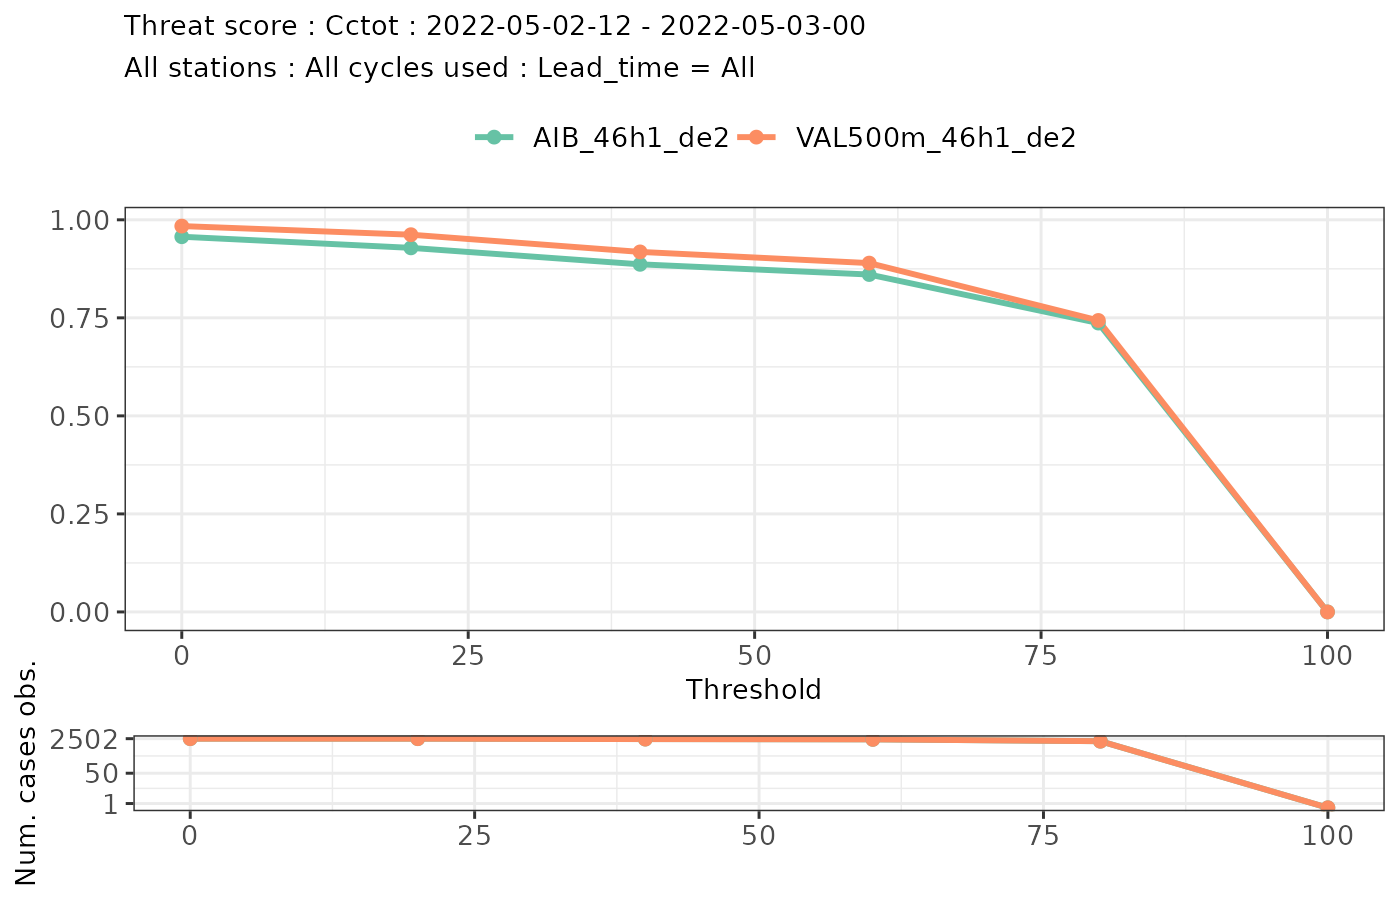 Threat score : Cctot : 2022-05-02-12 - 2022-05-03-00
All stations : All cycles used : Lead_time = All
AIB_46h1_de2 VAL500m_46h1_de2
1.00
0.75
0.50
0.25
0.00
0 25 50 75 100
Threshold
Num. cases obs.
2502
50
1
0 25 50 75 100